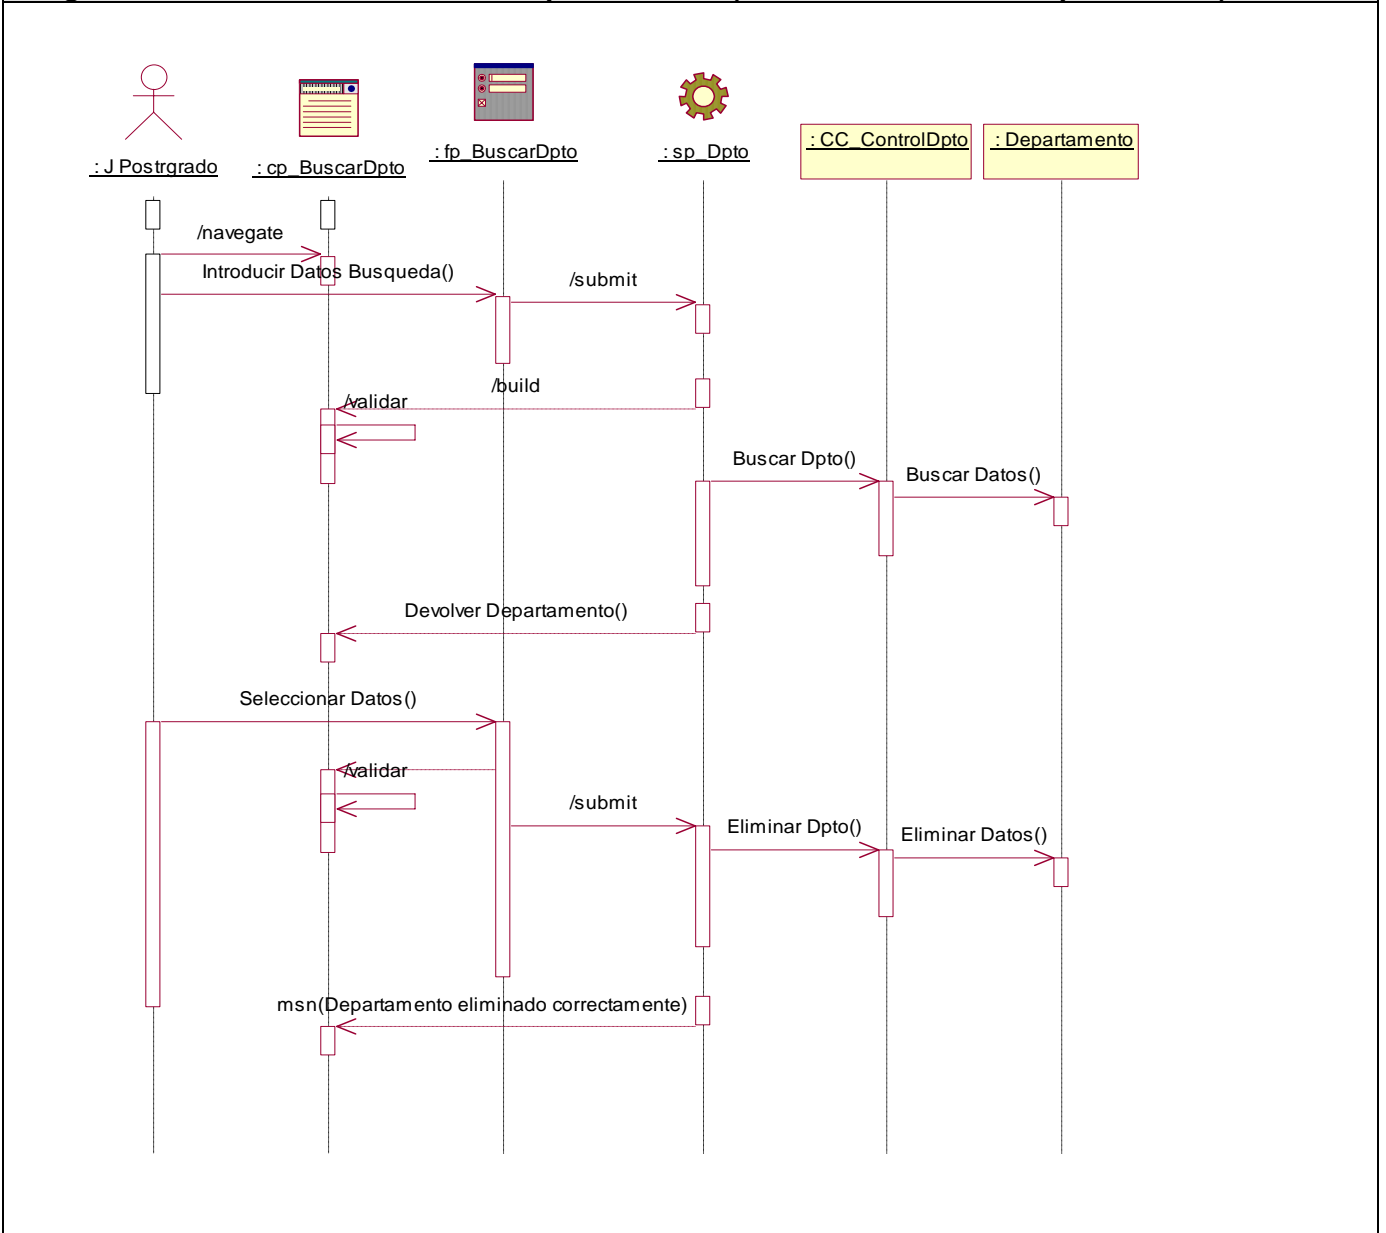 : J Postrgrado
: cp_BuscarDpto
: fp_BuscarDpto
: sp_Dpto
: CC_ControlDpto
: Departamento
/navegate
Introducir Datos Busqueda()
/submit
/build
/validar
Buscar Dpto()
Buscar Datos()
Devolver Departamento()
Seleccionar Datos()
/validar
/submit
Eliminar Dpto()
Eliminar Datos()
msn(Departamento eliminado correctamente)